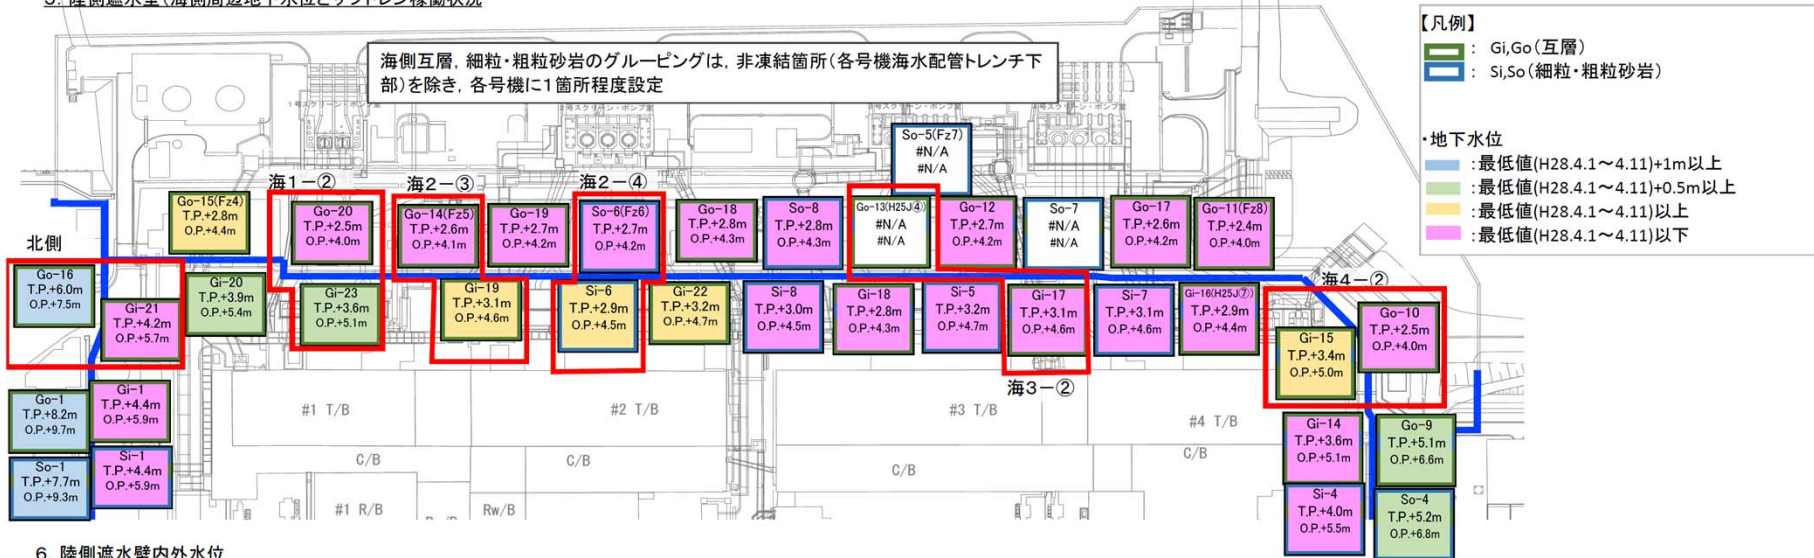 5. 陸側遮水壁(海側周辺地下水位とサブドレン稼働状況
海側互層，細粒・粗粒砂岩のグルーピングは，非凍結箇所(各号機海水配管トレンチ下
部)を除き，各号機に1箇所程度設定
【凡例】
： Gi,Go(互層)
： Si,So(細粒・粗粒砂岩)
・地下水位
：最低値(H28.4.1～4.11)+1m以上
：最低値(H28.4.1～4.11)+0.5m以上
：最低値(H28.4.1～4.11)以上
：最低値(H28.4.1～4.11)以下
1号スクリーン・ポンプ室
So-5(Fz7)
#N/A
#N/A
海1－②
海2－③
海2－④
Go-15(Fz4)
T.P.+2.8m
O.P.+4.4m
Go-20
T.P.+2.5m
O.P.+4.0m
Go-14(Fz5)
T.P.+2.6m
O.P.+4.1m
Go-19
T.P.+2.7m
O.P.+4.2m
So-6(Fz6)
T.P.+2.7m
O.P.+4.2m
Go-18
T.P.+2.8m
O.P.+4.3m
So-8
T.P.+2.8m
O.P.+4.3m
Go-13(H25J④)
#N/A
#N/A
Go-12
T.P.+2.7m
O.P.+4.2m
So-7
#N/A
#N/A
Go-17
T.P.+2.6m
O.P.+4.2m
Go-11(Fz8)
T.P.+2.4m
O.P.+4.0m
北側
Go-16
T.P.+6.0m
O.P.+7.5m
Gi-21
T.P.+4.2m
O.P.+5.7m
Gi-20
T.P.+3.9m
O.P.+5.4m
Gi-23
T.P.+3.6m
O.P.+5.1m
Gi-19
T.P.+3.1m
O.P.+4.6m
Si-6
T.P.+2.9m
O.P.+4.5m
Gi-22
T.P.+3.2m
O.P.+4.7m
Si-8
T.P.+3.0m
O.P.+4.5m
Gi-18
T.P.+2.8m
O.P.+4.3m
Si-5
T.P.+3.2m
O.P.+4.7m
Gi-17
T.P.+3.1m
O.P.+4.6m
Si-7
T.P.+3.1m
O.P.+4.6m
Gi-16(H25J⑦)
T.P.+2.9m
O.P.+4.4m
海4－②
Gi-15
T.P.+3.4m
O.P.+5.0m
Go-10
T.P.+2.5m
O.P.+4.0m
海3－②
Go-1
T.P.+8.2m
O.P.+9.7m
Gi-1
T.P.+4.4m
O.P.+5.9m
#1 T/B
#2 T/B
#3 T/B
#4 T/B
Gi-14
T.P.+3.6m
O.P.+5.1m
Go-9
T.P.+5.1m
O.P.+6.6m
So-1
T.P.+7.7m
O.P.+9.3m
Si-1
T.P.+4.4m
O.P.+5.9m
C/B
C/B
C/B
C/B
Si-4
T.P.+4.0m
O.P.+5.5m
So-4
T.P.+5.2m
O.P.+6.8m
#1 R/B
Rw/B
6. 陸側遮水壁内外水位